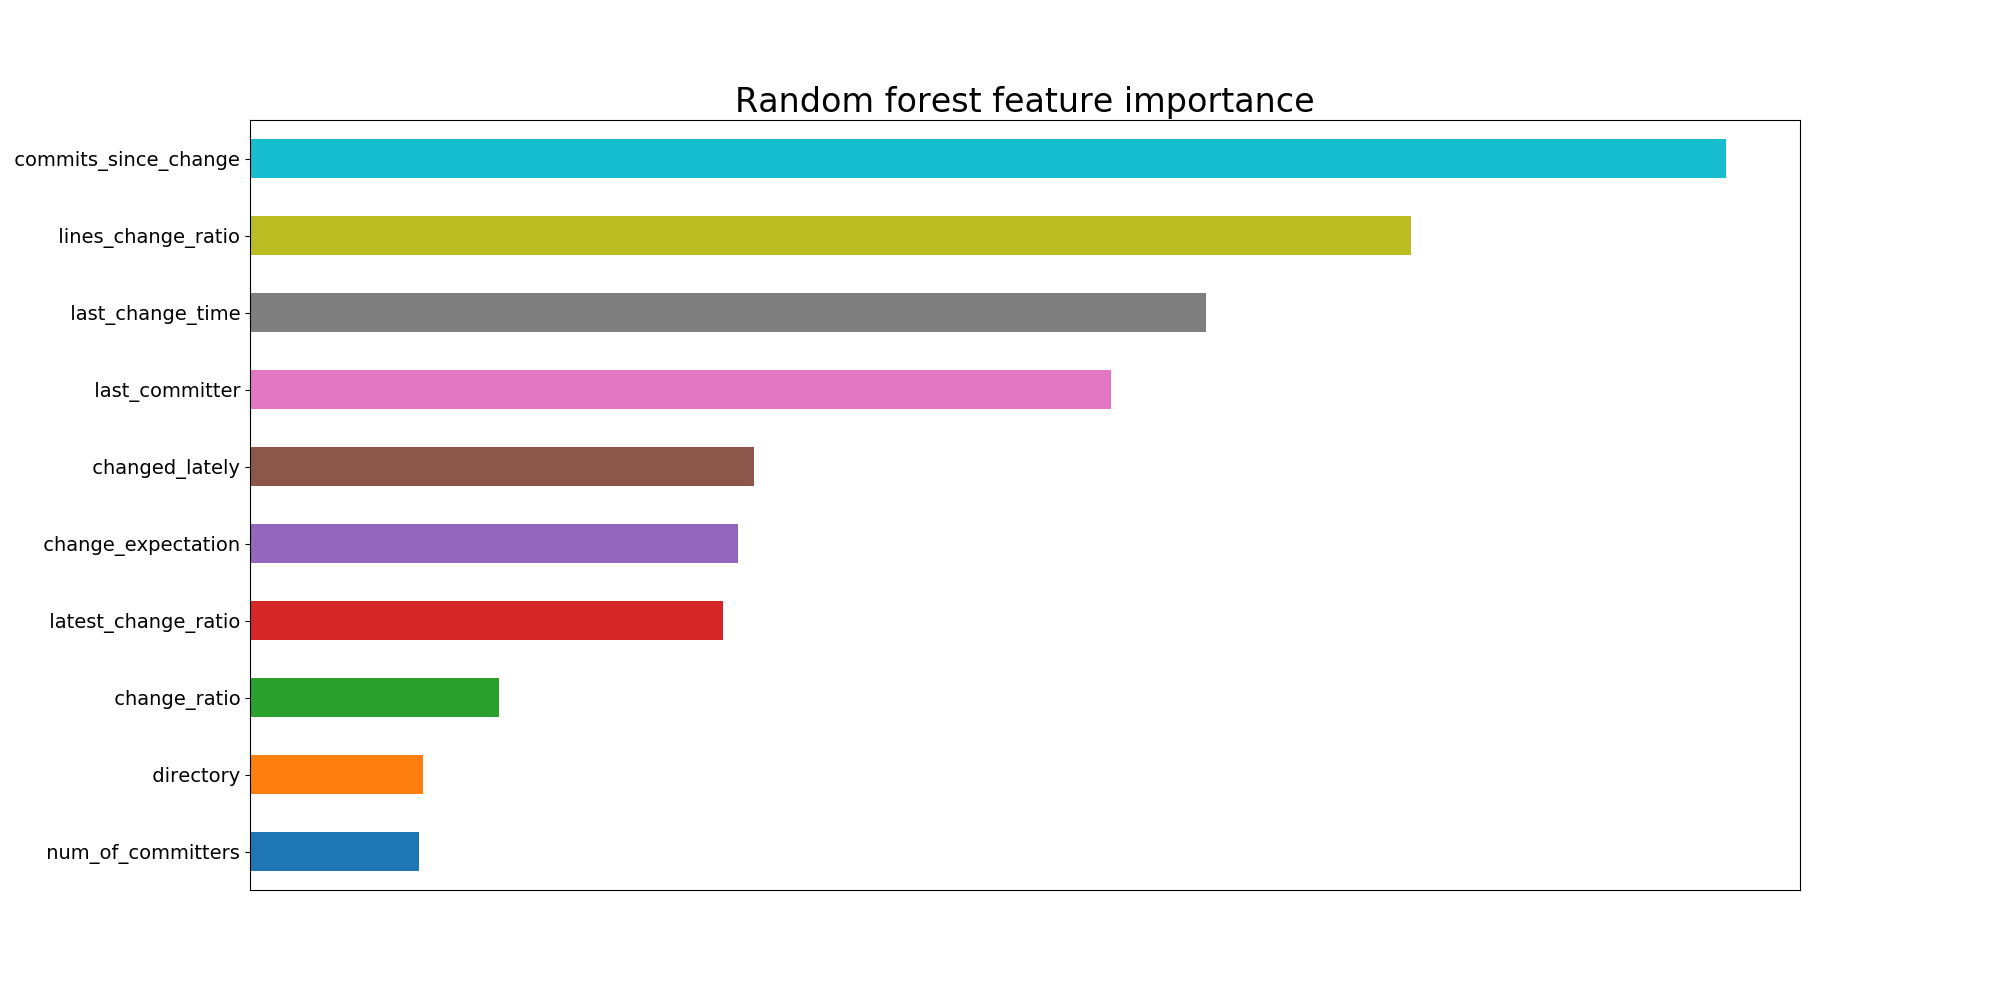 Random forest feature importance
commits_since_change
lines_change_ratio
last_change_time
last_committer
changed_lately
change_expectation
latest_change_ratio
change_ratio
directory
num_of_committers